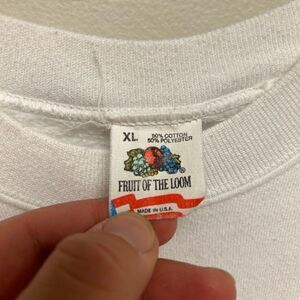 XL 50% COTTON
50% POLYESTER
FRUIT OF THE LOOM
MADE IN U.S.A.